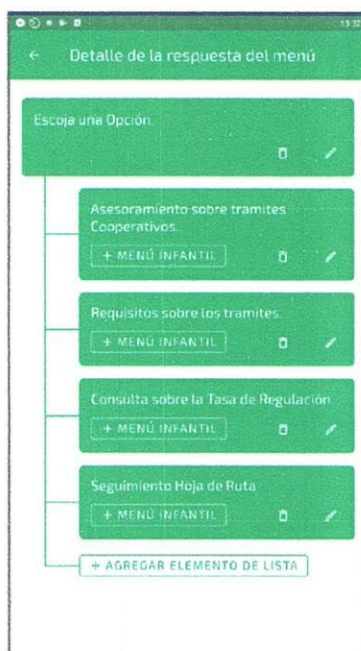 13:32
← Detalle de la respuesta del menú
Escoja una Opción.
Asesoramiento sobre tramites
Cooperativos.
+ MENÚ INFANTIL
Requisitos sobre los tramites.
+ MENÚ INFANTIL
Consulta sobre la Tasa de Regulación.
+ MENÚ INFANTIL
Seguimiento Hoja de Ruta
+ MENÚ INFANTIL
+ AGREGAR ELEMENTO DE LISTA